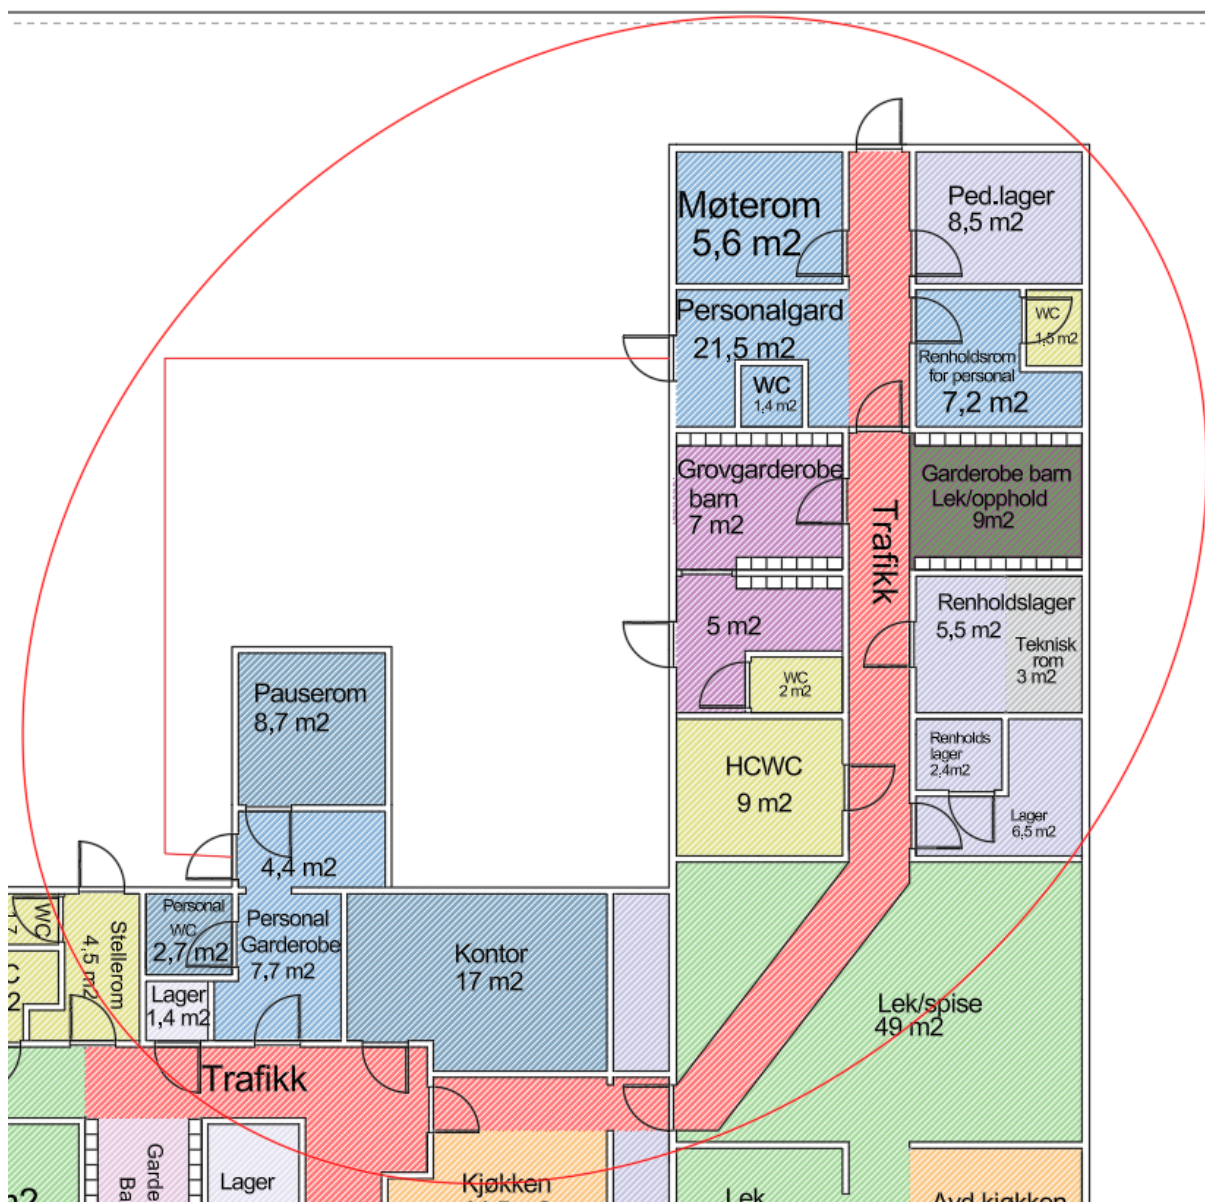 Møterom
5,6 m2
Ped.lager
8,5 m2
Personalgard
21,5 m2
WC
1,4 m2
Renholdsrom
for personal
7,2 m2
WC
1,5 m2
Grovgarderobe
barn
7 m2
Trafikk
Garderobe barn
Lek/opphold
9m2
5 m2
WC
2 m2
Renholdslager
5,5 m2
Teknisk
rom
3 m2
Pauserom
8,7 m2
HCWC
9 m2
Renholds
lager
2,4m2
Lager
6,5 m2
4,4 m2
WC
Stellerom
4,5 m2
Personal
WC
2,7 m2
Personal
Garderobe
7,7 m2
Lager
1,4 m2
Kontor
17 m2
Lek/spise
49 m2
Trafikk
Lager
Kjøkken
Lek